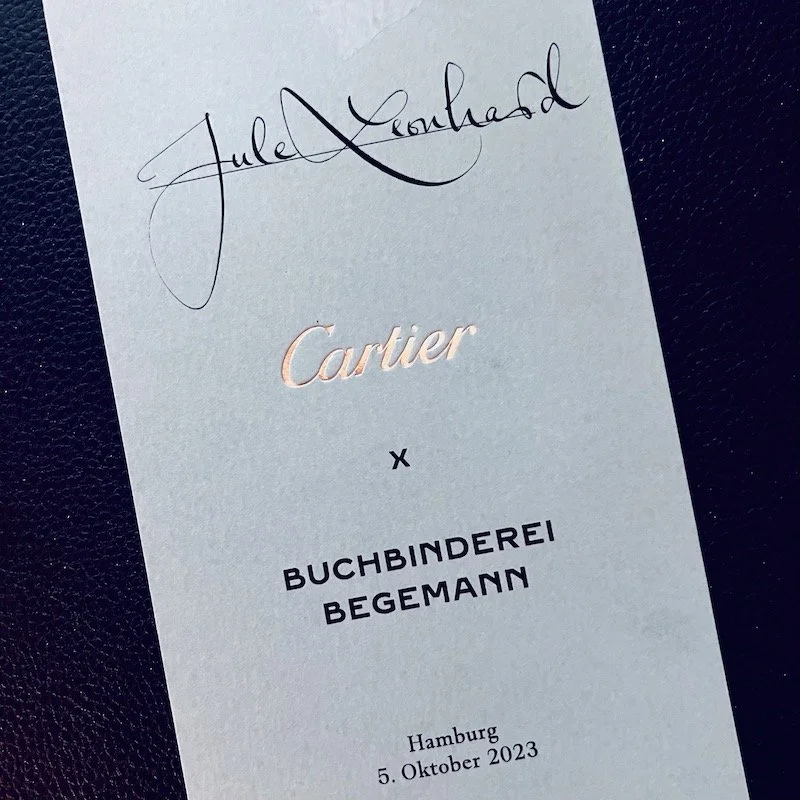 Jule Leonhard
Cartier
X
BUCHBINDEREI
BEGEMANN
Hamburg
5. Oktober 2023